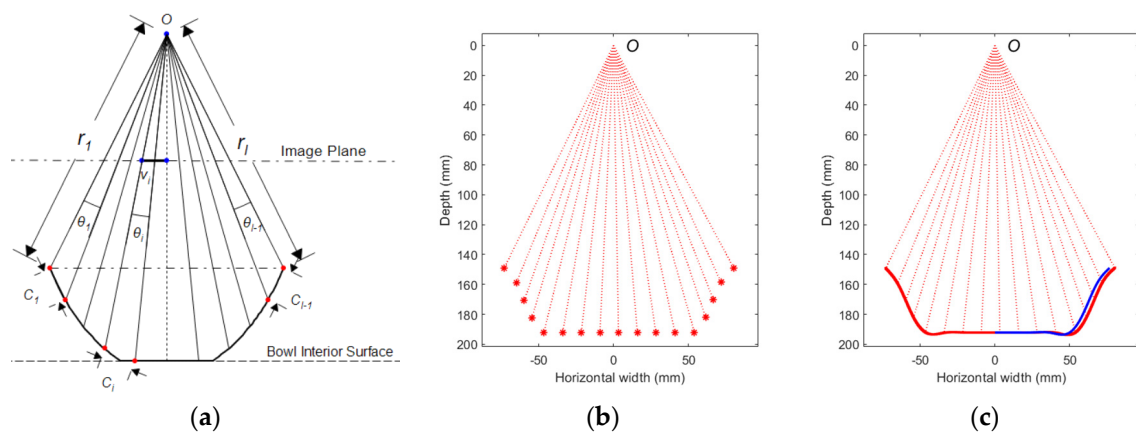 O
r1
rl
Image Plane
vi
θ1
θi
θl-1
C1
Cl-1
Bowl Interior Surface
Ci
(a)
O
0
20
40
60
80
100
120
140
160
180
200
Depth (mm)
-50
0
50
Horizontal width (mm)
(b)
O
0
20
40
60
80
100
120
140
160
180
200
Depth (mm)
-50
0
50
Horizontal width (mm)
(c)